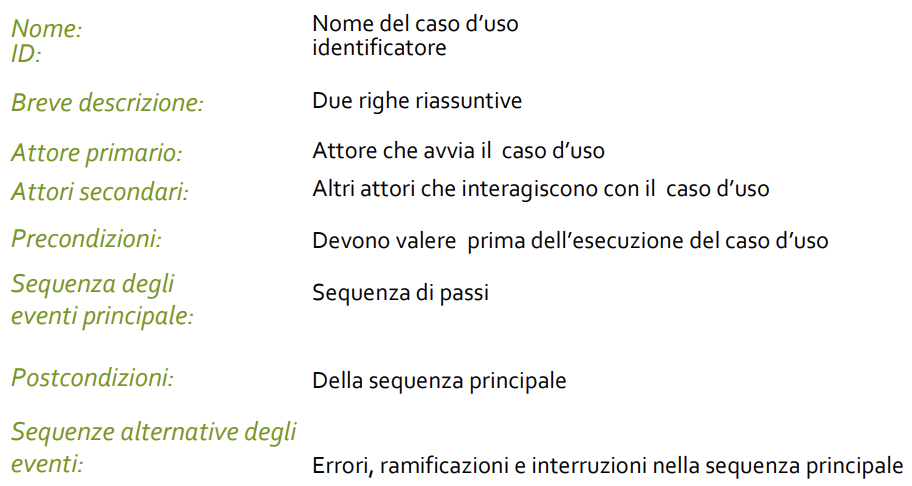 Nome: Nome del caso d’uso
ID: identificatore
Breve descrizione: Due righe riassuntive
Attore primario: Attore che avvia il caso d’uso
Attori secondari: Altri attori che interagiscono con il caso d’uso
Precondizioni: Devono valere prima dell’esecuzione del caso d’uso
Sequenza degli
eventi principale: Sequenza di passi
Postcondizioni: Della sequenza principale
Sequenze alternative degli
eventi: Errori, ramificazioni e interruzioni nella sequenza principale